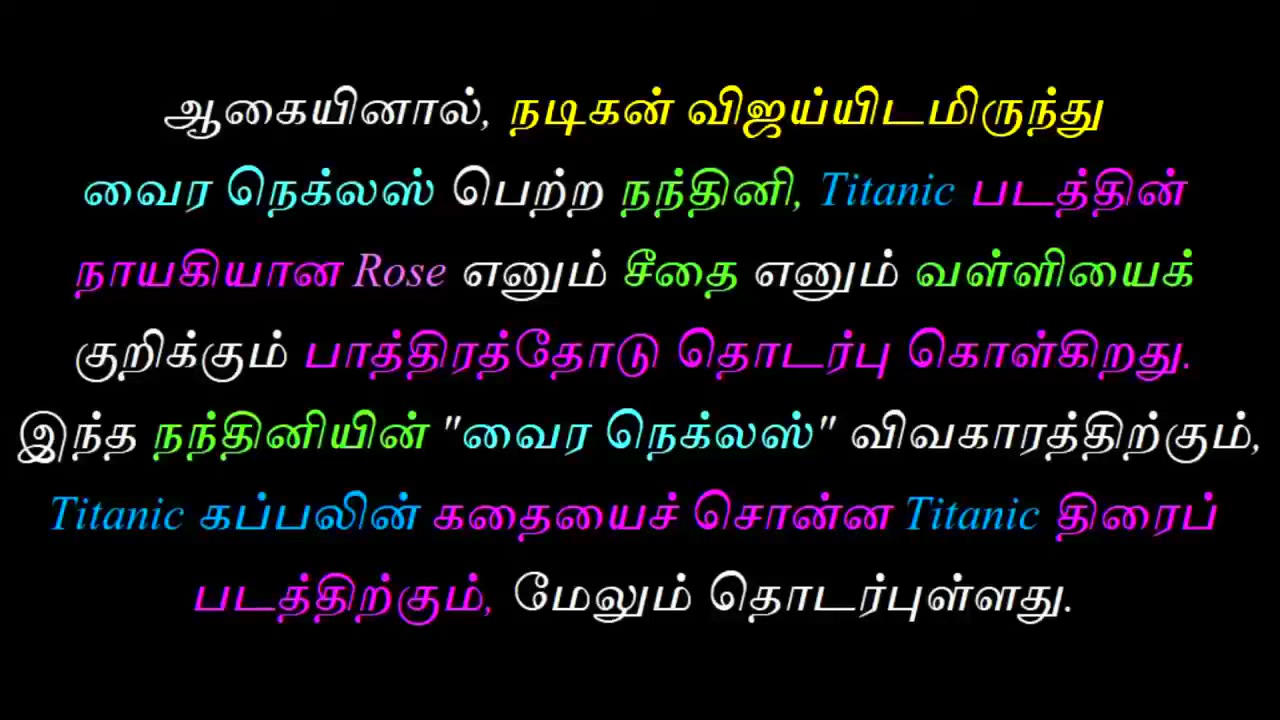 ஆகையினால், நடிகன் விஜய்யிடமிருந்து
வைர நெக்லஸ் பெற்ற நந்தினி, Titanic படத்தின்
நாயகியான Rose எனும் சீதை எனும் வள்ளியைக்
குறிக்கும் பாத்திரத்தோடு தொடர்பு கொள்கிறது.
இந்த நந்தினியின் "வைர நெக்லஸ்" விவகாரத்திற்கும்,
Titanic கப்பலின் கதையைச் சொன்ன Titanic திரைப்
படத்திற்கும், மேலும் தொடர்புள்ளது.